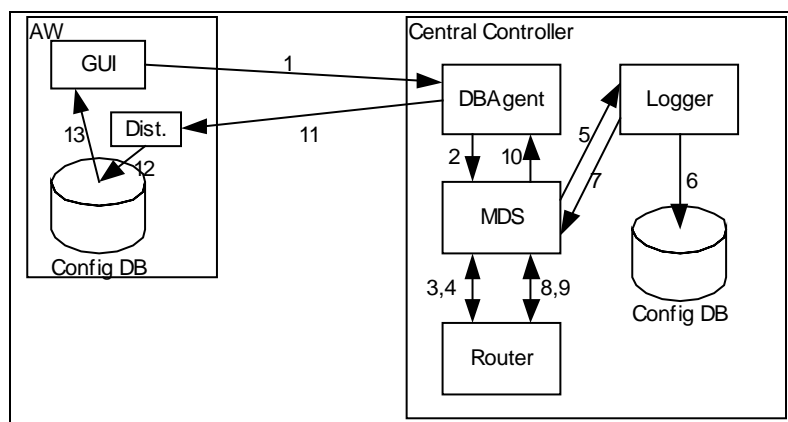 AW
Central Controller
GUI
1
DBAgent
Logger
13
Dist.
11
12
2
10
5
7
6
MDS
Config DB
3,4
8,9
Config DB
Router